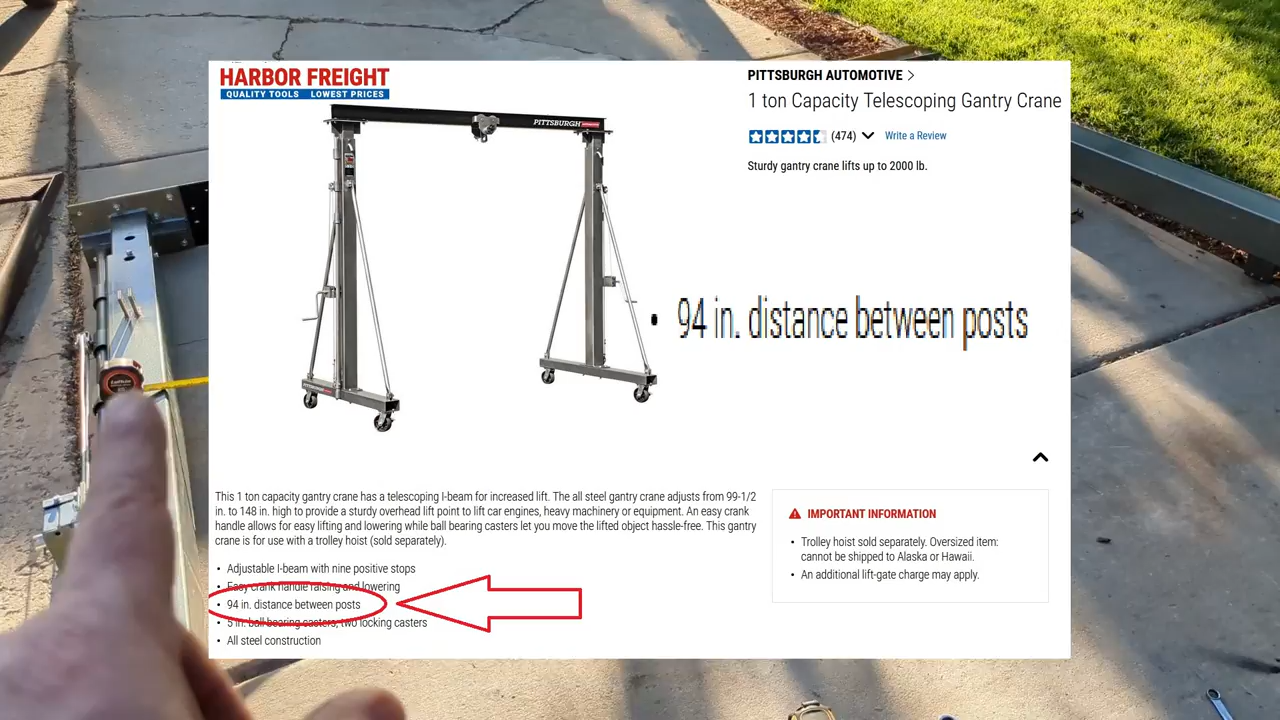 HARBOR FREIGHT
QUALITY TOOLS LOWEST PRICES
PITTSBURGH AUTOMOTIVE >
1 ton Capacity Telescoping Gantry Crane
(474) Write a Review
Sturdy gantry crane lifts up to 2000 lb.
PITTSBURGH
• 94 in. distance between posts
This 1 ton capacity gantry crane has a telescoping I-beam for increased lift. The all steel gantry crane adjusts from 99-1/2
in. to 148 in. high to provide a sturdy overhead lift point to lift car engines, heavy machinery or equipment. An easy crank
handle allows for easy lifting and lowering while ball bearing casters let you move the lifted object hassle-free. This gantry
crane is for use with a trolley hoist (sold separately).
• Adjustable I-beam with nine positive stops
• Easy crank handle raising and lowering
• 94 in. distance between posts
• 5 in. ball bearing casters, two locking casters
• All steel construction
IMPORTANT INFORMATION
• Trolley hoist sold separately. Oversized item:
cannot be shipped to Alaska or Hawaii.
• An additional lift-gate charge may apply.